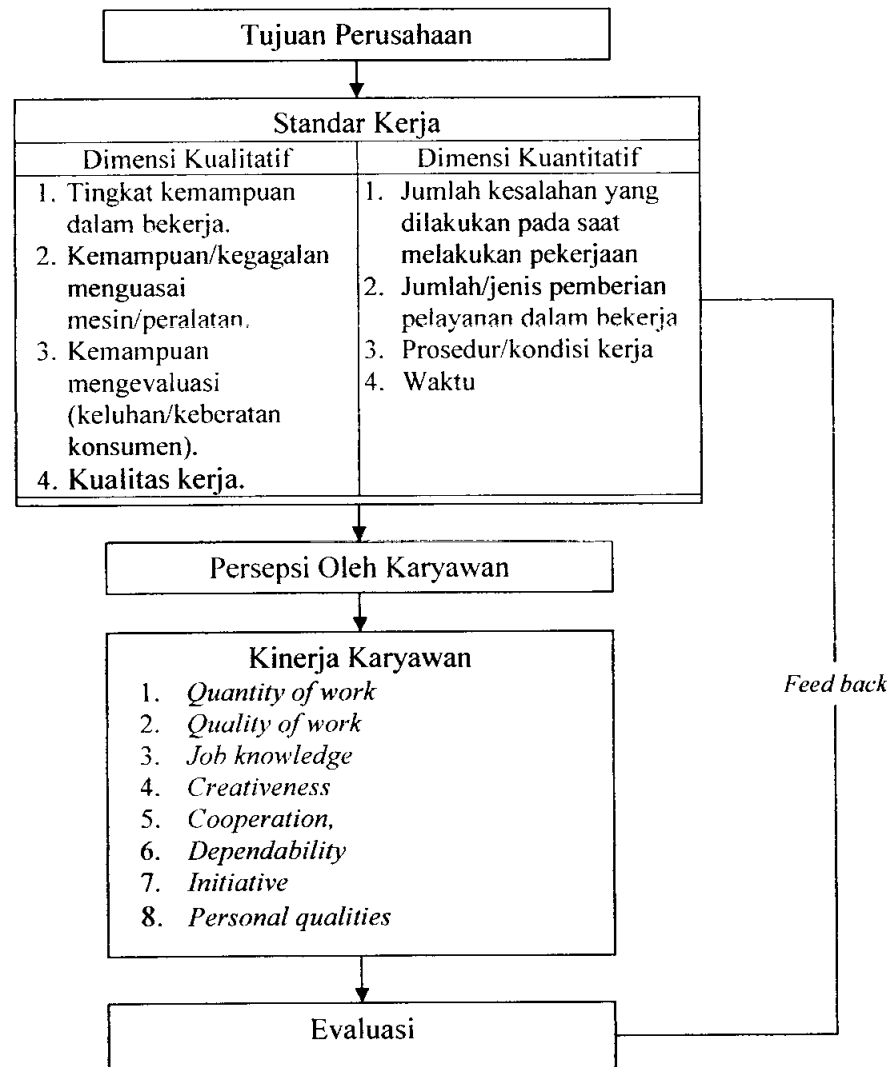 Tujuan Perusahaan
Standar Kerja
Dimensi Kualitatif
1. Tingkat kemampuan
dalam bekerja.
2. Kemampuan/kegagalan
menguasai
mesin/peralatan.
3. Kemampuan
mengevaluasi
(keluhan/keberatan
konsumen).
4. Kualitas kerja.
Dimensi Kuantitatif
1. Jumlah kesalahan yang
dilakukan pada saat
melakukan pekerjaan
2. Jumlah/jenis pemberian
pelayanan dalam bekerja
3. Prosedur/kondisi kerja
4. Waktu
Persepsi Oleh Karyawan
Kinerja Karyawan
1. Quantity of work
2. Quality of work
3. Job knowledge
4. Creativeness
5. Cooperation,
6. Dependability
7. Initiative
8. Personal qualities
Feed back
Evaluasi